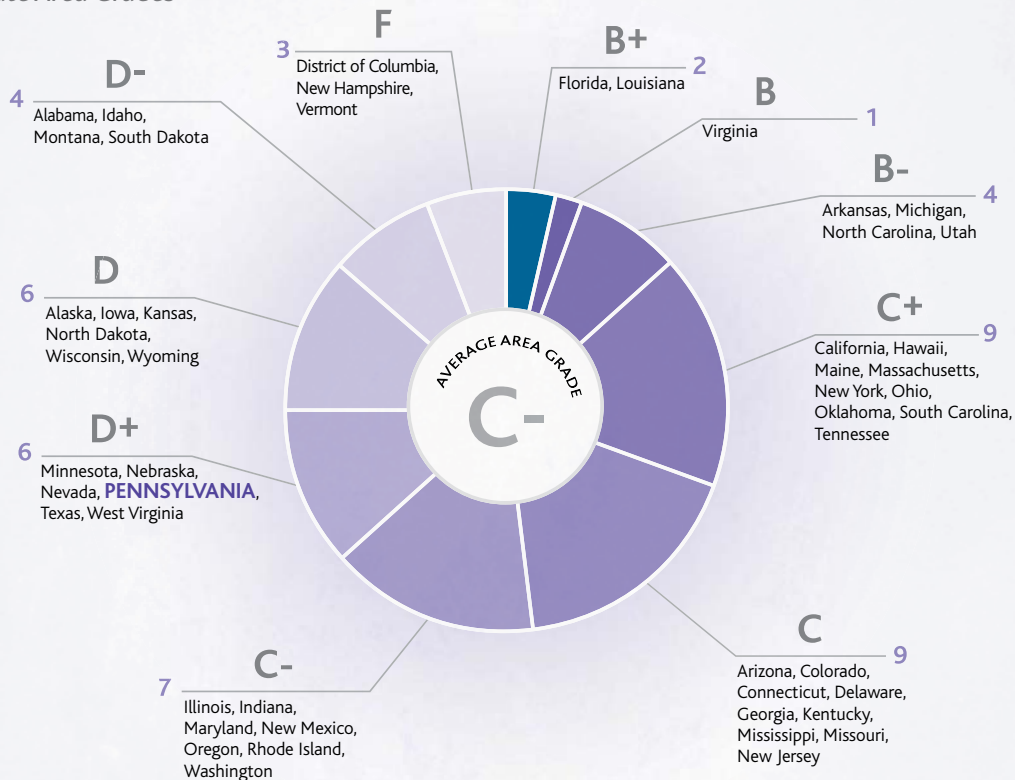 F
3
District of Columbia,
New Hampshire,
Vermont
B+
2
Florida, Louisiana
B
1
Virginia
B-
4
Arkansas, Michigan,
North Carolina, Utah
C+
9
California, Hawaii,
Maine, Massachusetts,
New York, Ohio,
Oklahoma, South Carolina,
Tennessee
C
9
Arizona, Colorado,
Connecticut, Delaware,
Georgia, Kentucky,
Mississippi, Missouri,
New Jersey
C-
7
Illinois, Indiana,
Maryland, New Mexico,
Oregon, Rhode Island,
Washington
D+
6
Minnesota, Nebraska,
Nevada, PENNSYLVANIA,
Texas, West Virginia
D
6
Alaska, Iowa, Kansas,
North Dakota,
Wisconsin, Wyoming
D-
4
Alabama, Idaho,
Montana, South Dakota
AVERAGE AREA GRADE
C-